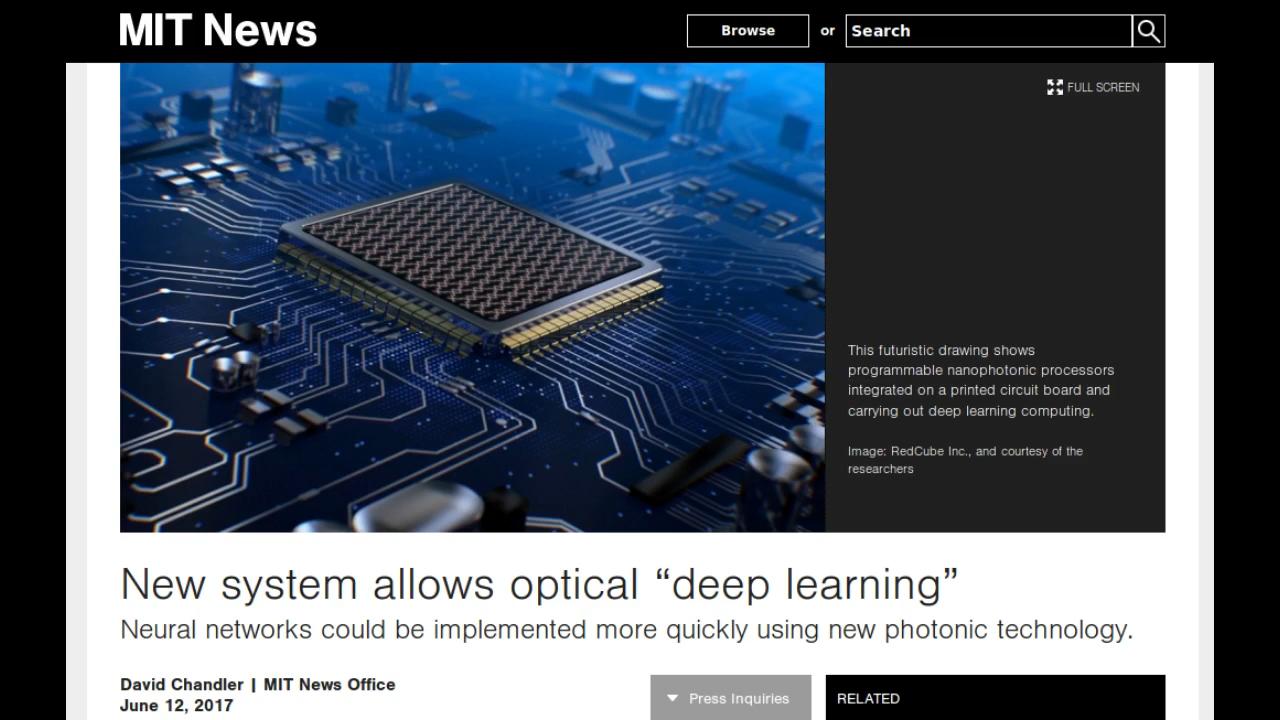 MIT News
Browse or Search
FULL SCREEN
This futuristic drawing shows
programmable nanophotonic processors
integrated on a printed circuit board and
carrying out deep learning computing.
Image: RedCube Inc., and courtesy of the
researchers
New system allows optical “deep learning”
Neural networks could be implemented more quickly using new photonic technology.
David Chandler | MIT News Office
June 12, 2017
Press Inquiries
RELATED